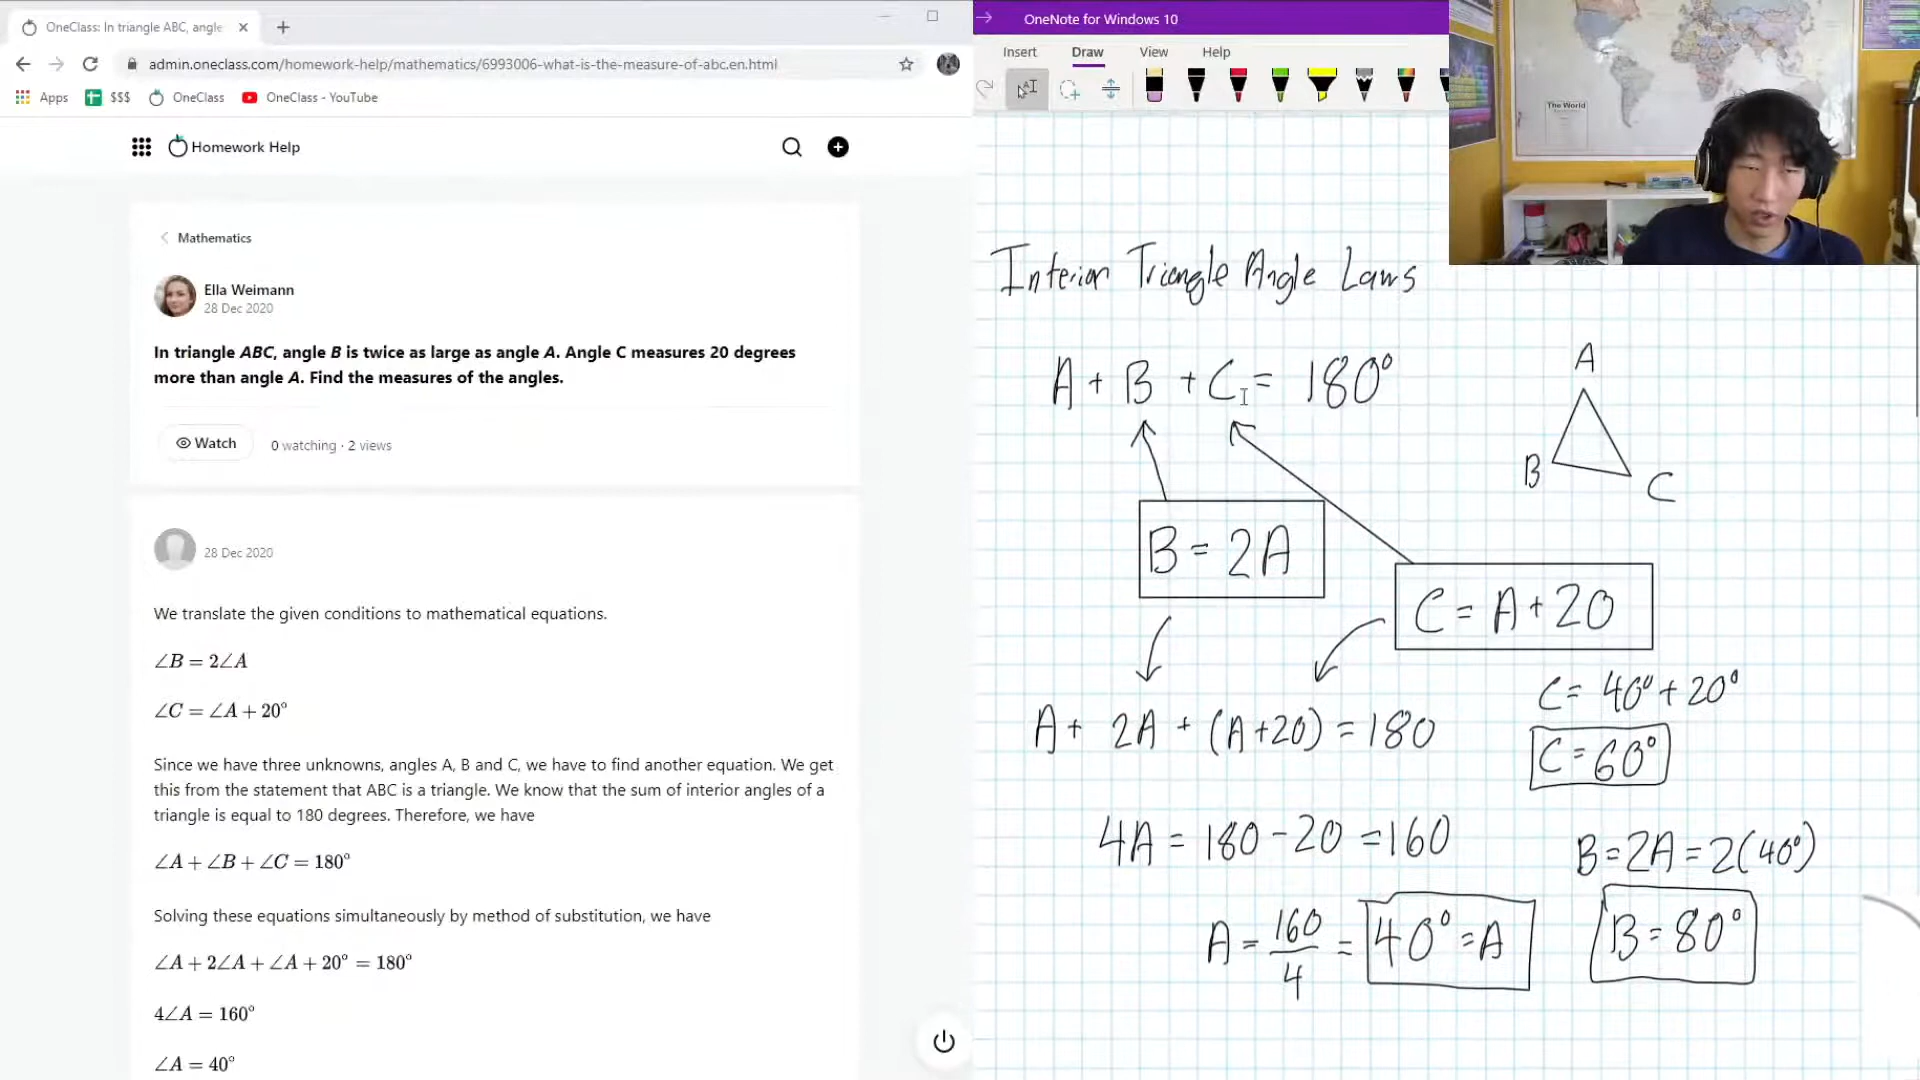 OneClass: In triangle ABC, angle
admin.oneclass.com/homework-help/mathematics/6993006-what-is-the-measure-of-abc.en.html
Apps $$$ OneClass OneClass - YouTube
Homework Help
Mathematics
Ella Weimann
28 Dec 2020
In triangle ABC, angle B is twice as large as angle A. Angle C measures 20 degrees
more than angle A. Find the measures of the angles.
Watch 0 watching · 2 views
28 Dec 2020
We translate the given conditions to mathematical equations.
∠B = 2∠A
∠C = ∠A + 20°
Since we have three unknowns, angles A, B and C, we have to find another equation. We get
this from the statement that ABC is a triangle. We know that the sum of interior angles of a
triangle is equal to 180 degrees. Therefore, we have
∠A + ∠B + ∠C = 180°
Solving these equations simultaneously by method of substitution, we have
∠A + 2∠A + ∠A + 20° = 180°
4∠A = 160°
∠A = 40°
OneNote for Windows 10
Insert Draw View Help
The World
Interior Triangle Angle Laws
A + B + C = 180°
A
B
C
B = 2A
C = A + 20
A + 2A + (A+20) = 180
C = 40° + 20°
C = 60°
4A = 180 - 20 = 160
B = 2A = 2(40°)
A = 160/4 = 40° = A
B = 80°